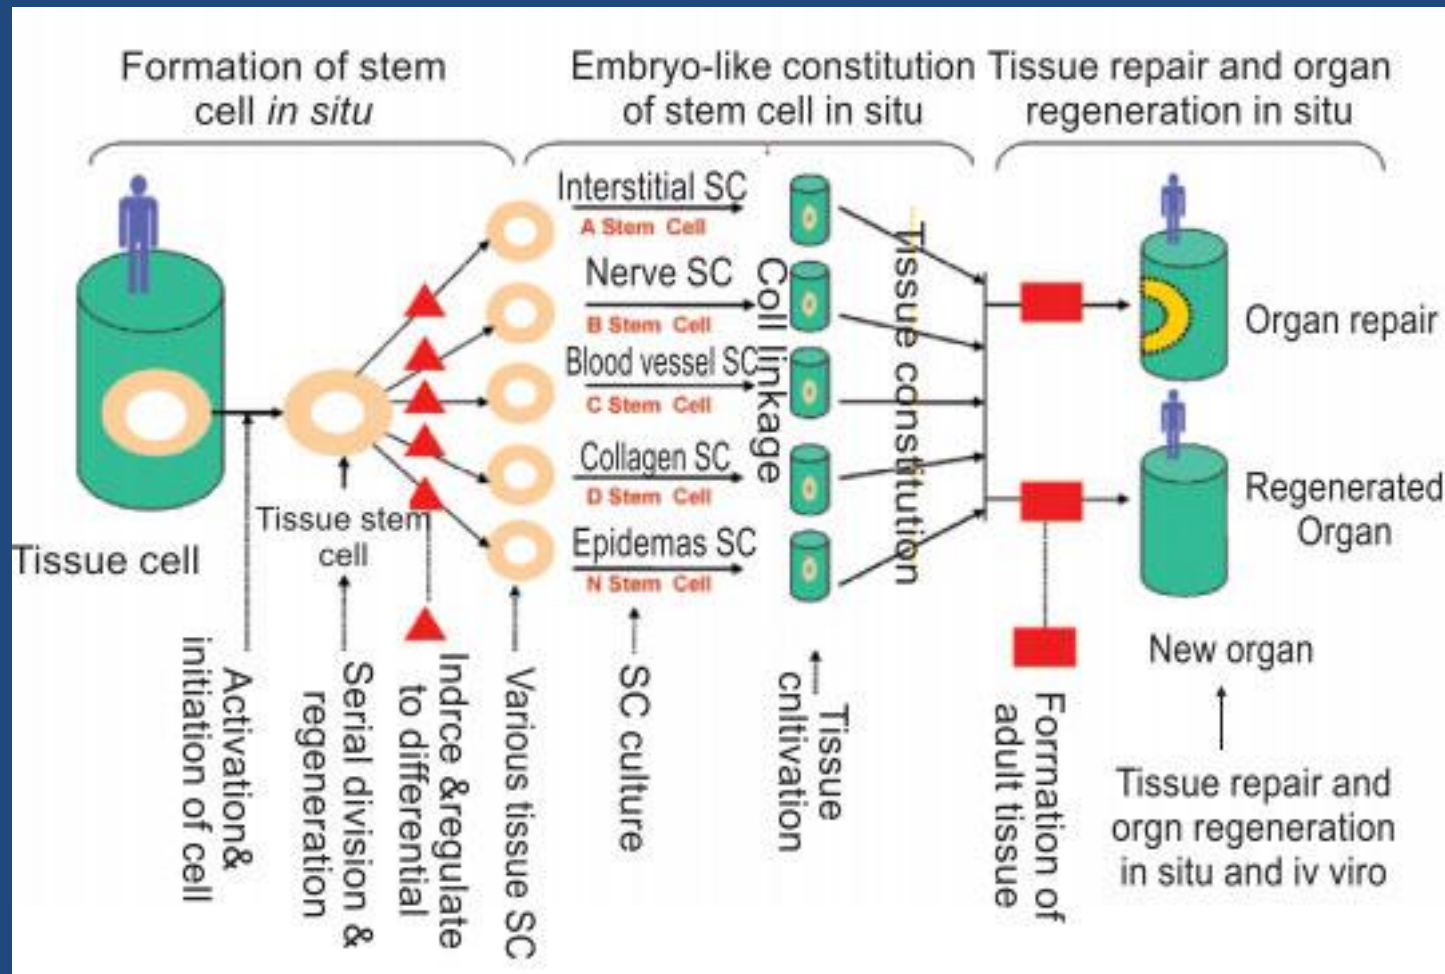 Formation of stem
cell in situ
Embryo-like constitution
of stem cell in situ
Tissue repair and organ
regeneration in situ
Interstitial SC
A Stem Cell
Nerve SC
B Stem Cell
Blood vessel SC
C Stem Cell
Collagen SC
D Stem Cell
Epidemas SC
N Stem Cell
Coll linkage
Tissue constitution
Organ repair
Regenerated
Organ
Tissue cell
Tissue stem
cell
Activation&
initiation of cell
Serial division &
regeneration
Indrce &regulate
to differential
Various tissue SC
SC culture
Tissue
cnltivation
Formation of
adult tissue
New organ
Tissue repair and
orgn regeneration
in situ and iv viro